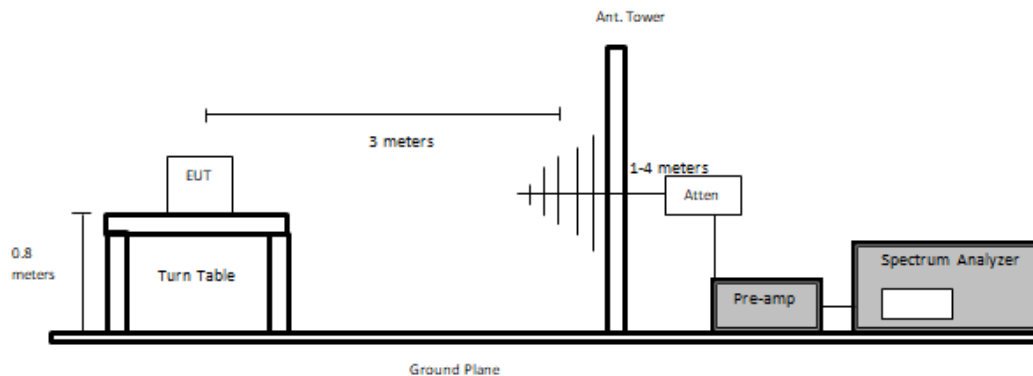 Ant. Tower
3 meters
EUT
1-4 meters
Atten
0.8
meters
Turn Table
Spectrum Analyzer
Pre-amp
Ground Plane